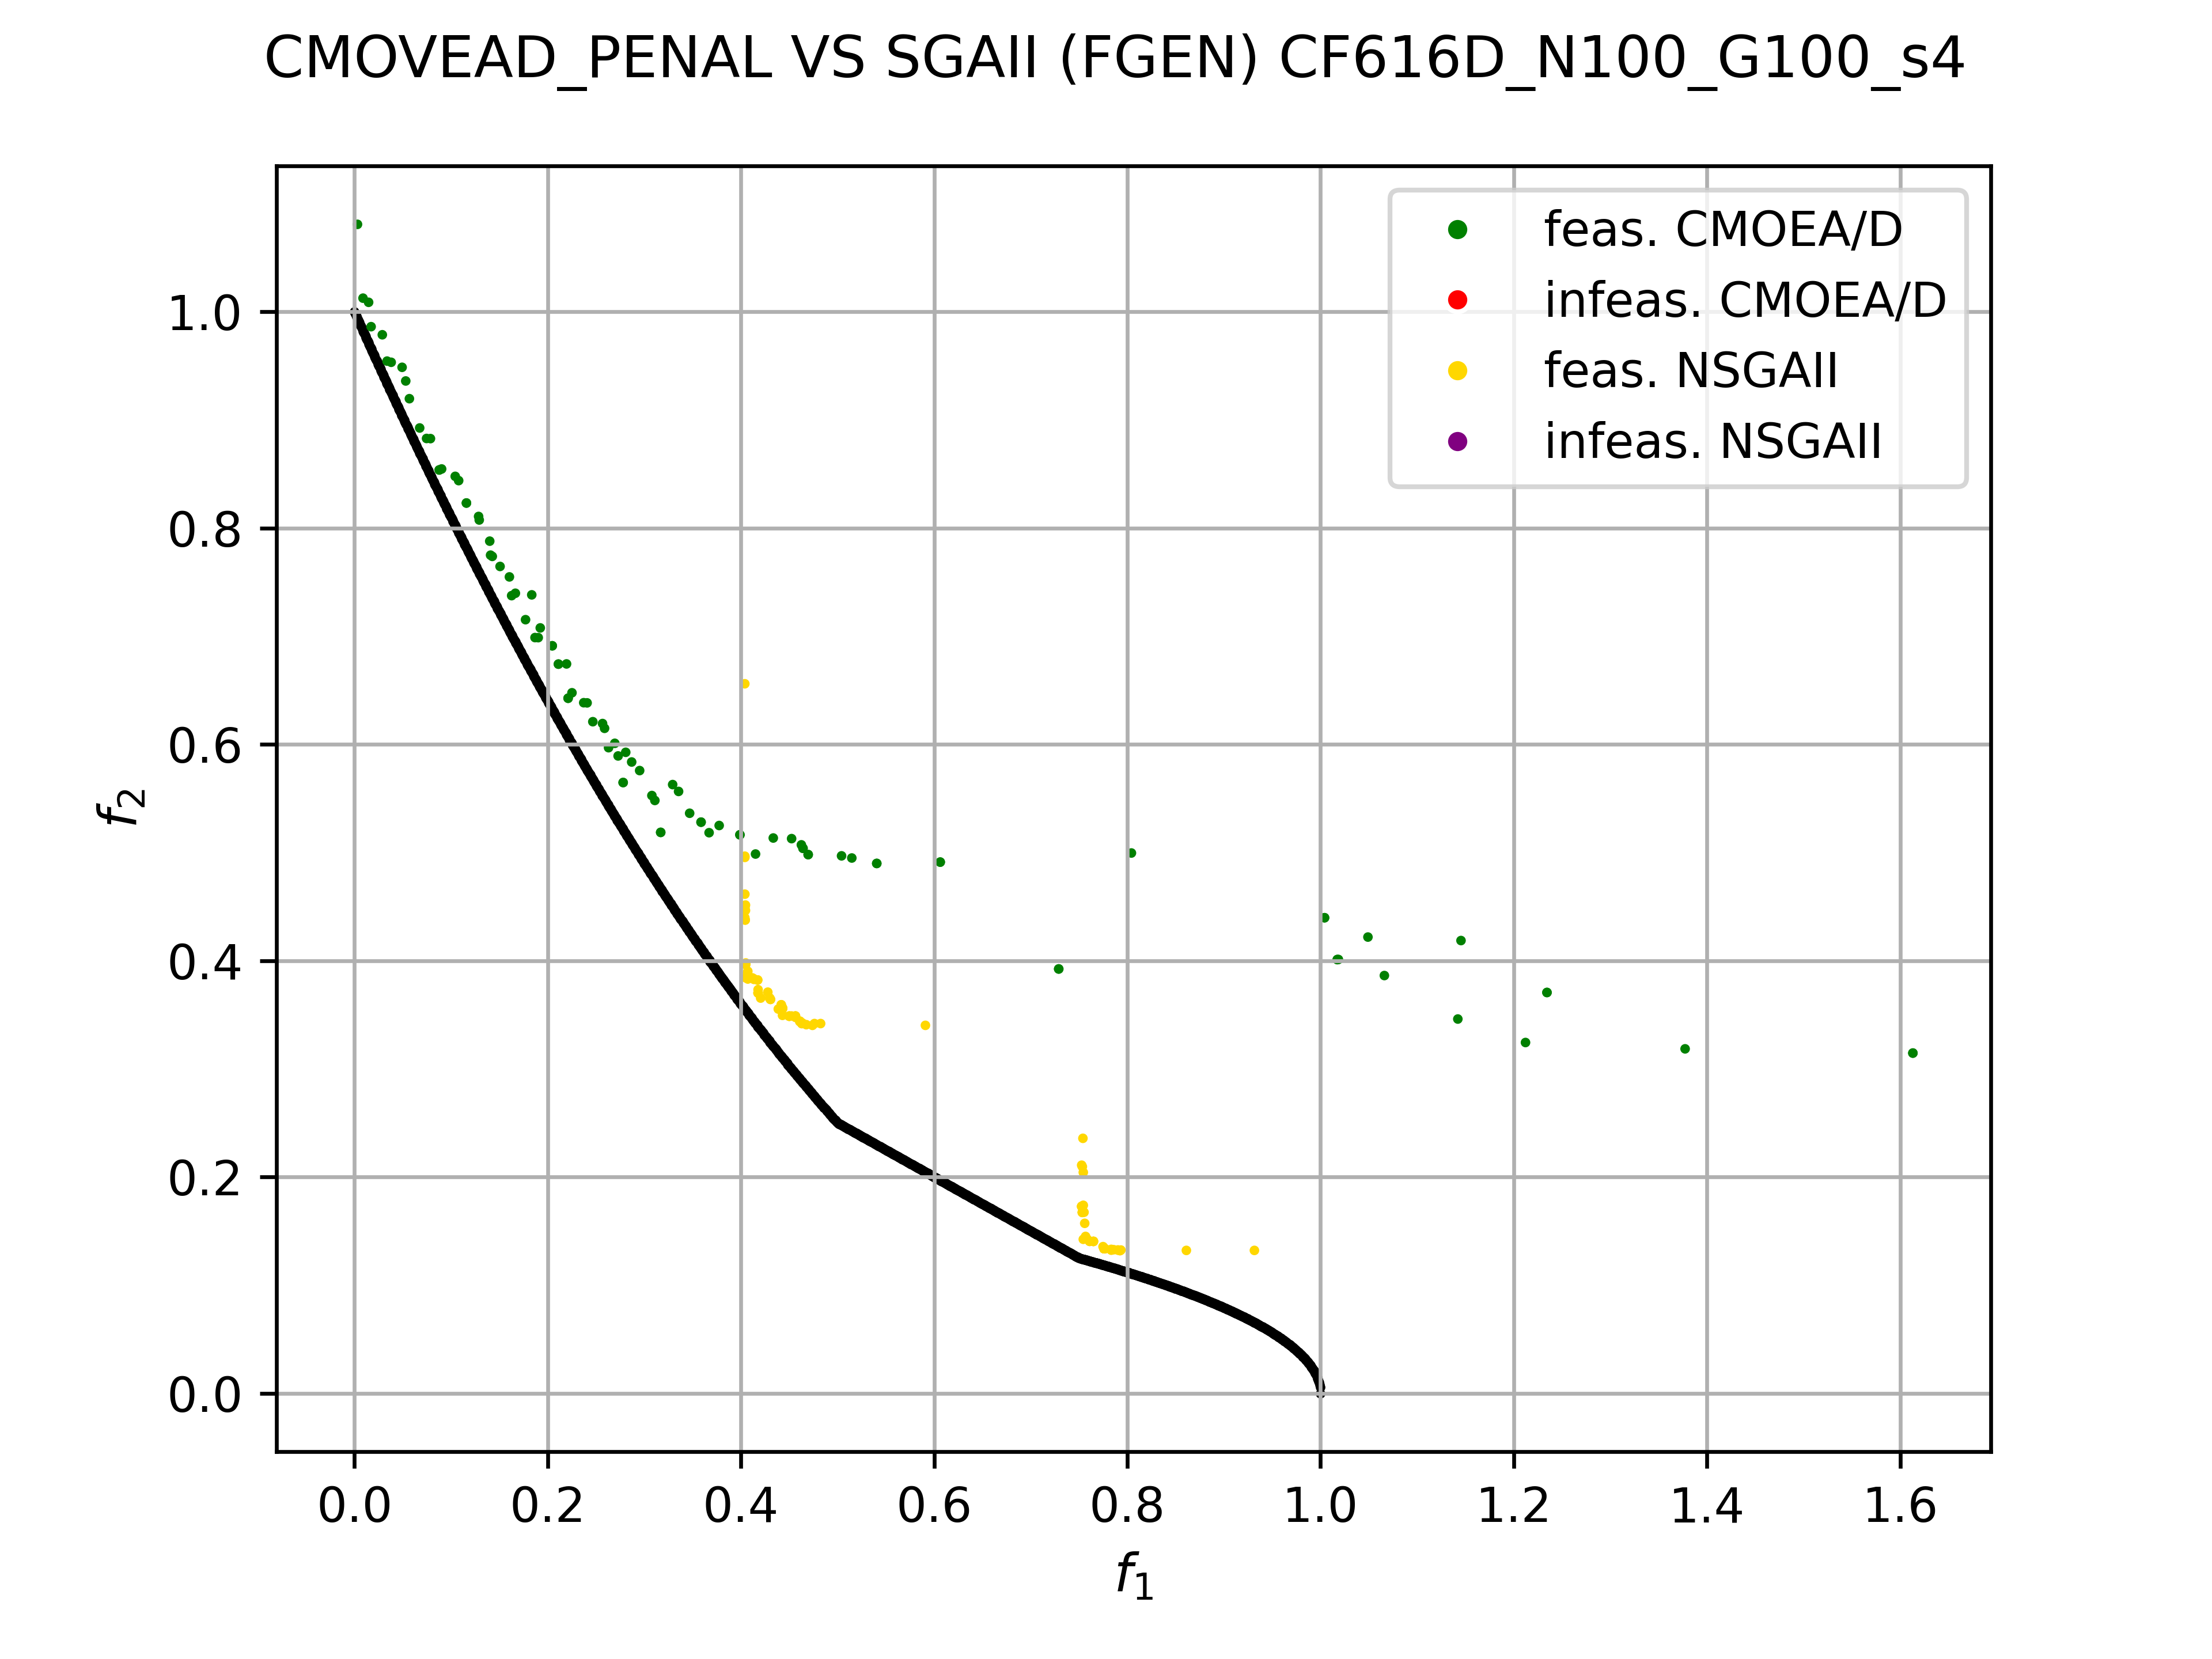 CMOVEAD_PENAL VS SGAII (FGEN) CF616D_N100_G100_s4
feas. CMOEA/D
infeas. CMOEA/D
feas. NSGAII
infeas. NSGAII
1.0
0.8
0.6
0.4
0.2
0.0
f2
0.0 0.2 0.4 0.6 0.8 1.0 1.2 1.4 1.6
f1